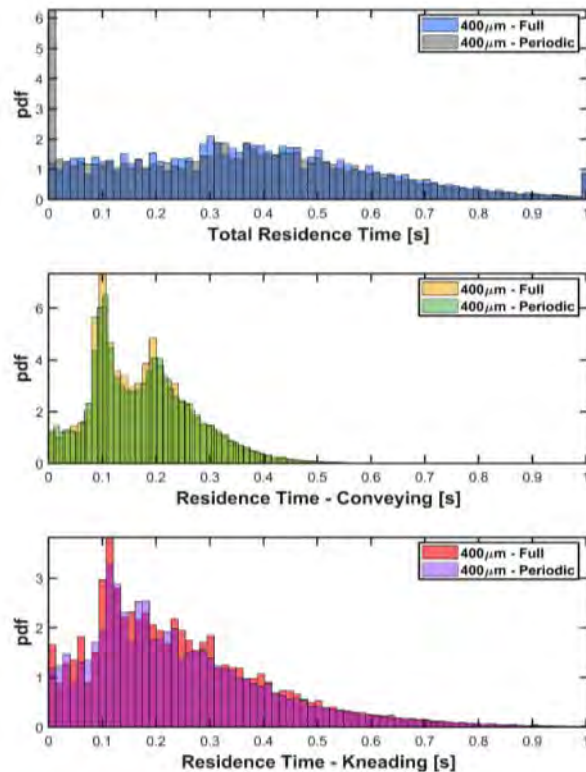 6
5
4
3
2
1
0
pdf
400μm - Full
400μm - Periodic
0 0.1 0.2 0.3 0.4 0.5 0.6 0.7 0.8 0.9 1
Total Residence Time [s]
6
4
2
0
pdf
400μm - Full
400μm - Periodic
0 0.1 0.2 0.3 0.4 0.5 0.6 0.7 0.8 0.9 1
Residence Time - Conveying [s]
3
2
1
0
pdf
400μm - Full
400μm - Periodic
0 0.1 0.2 0.3 0.4 0.5 0.6 0.7 0.8 0.9 1
Residence Time - Kneading [s]